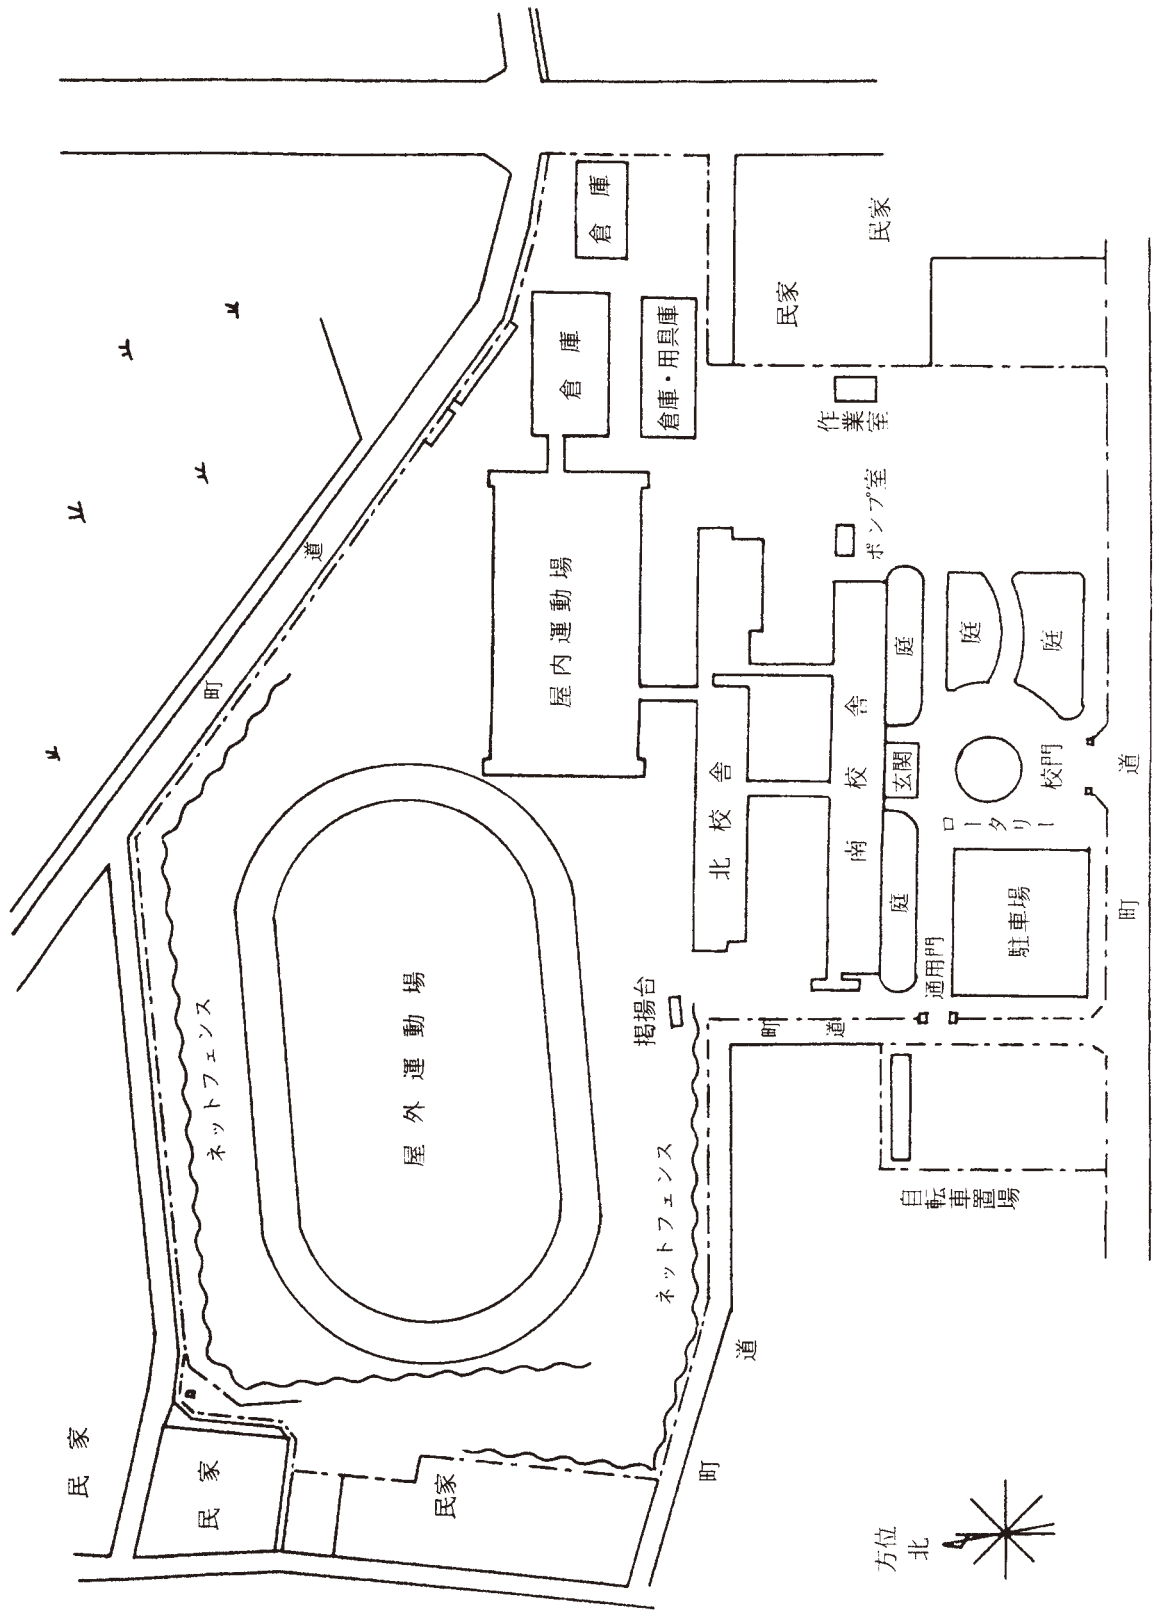 倉庫
倉庫
倉庫・用具庫
民家
民家
作業室
ポンプ室
町道
屋内運動場
北校舎
南校舎
庭
庭
庭
庭
玄関
校門
ロータリー
駐車場
通用門
町道
掲揚台
町道
ネットフェンス
屋外運動場
ネットフェンス
自転車置場
町道
民家
民家
民家
方位
北